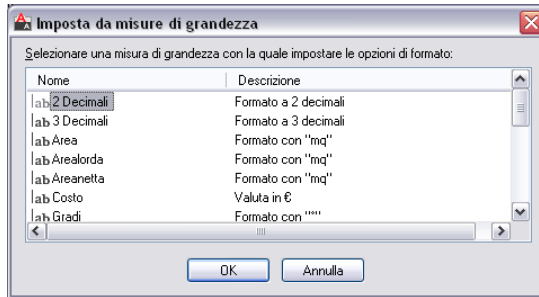 Imposta da misure di grandezza
Selezionare una misura di grandezza con la quale impostare le opzioni di formato:
Nome Descrizione
ab 2 Decimali Formato a 2 decimali
ab 3 Decimali Formato a 3 decimali
ab Area Formato con "mq"
ab Arealorda Formato con "mq"
ab Areanetta Formato con "mq"
ab Costo Valuta in €
ab Gradi Formato con "°"
OK Annulla